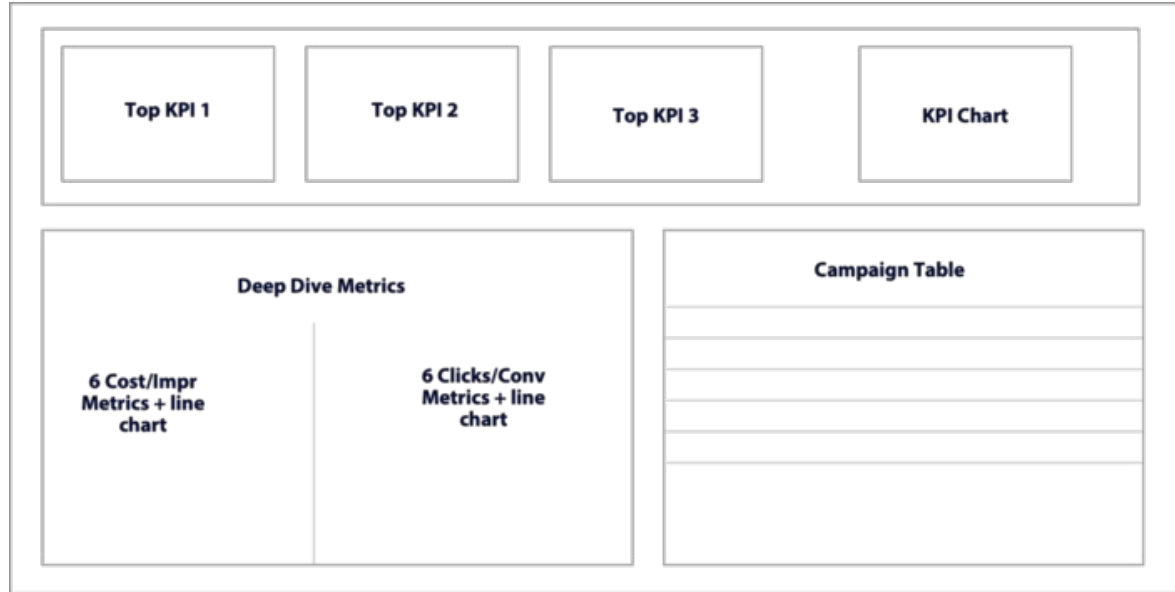 Top KPI 1
Top KPI 2
Top KPI 3
KPI Chart
Deep Dive Metrics
6 Cost/Impr
Metrics + line
chart
6 Clicks/Conv
Metrics + line
chart
Campaign Table